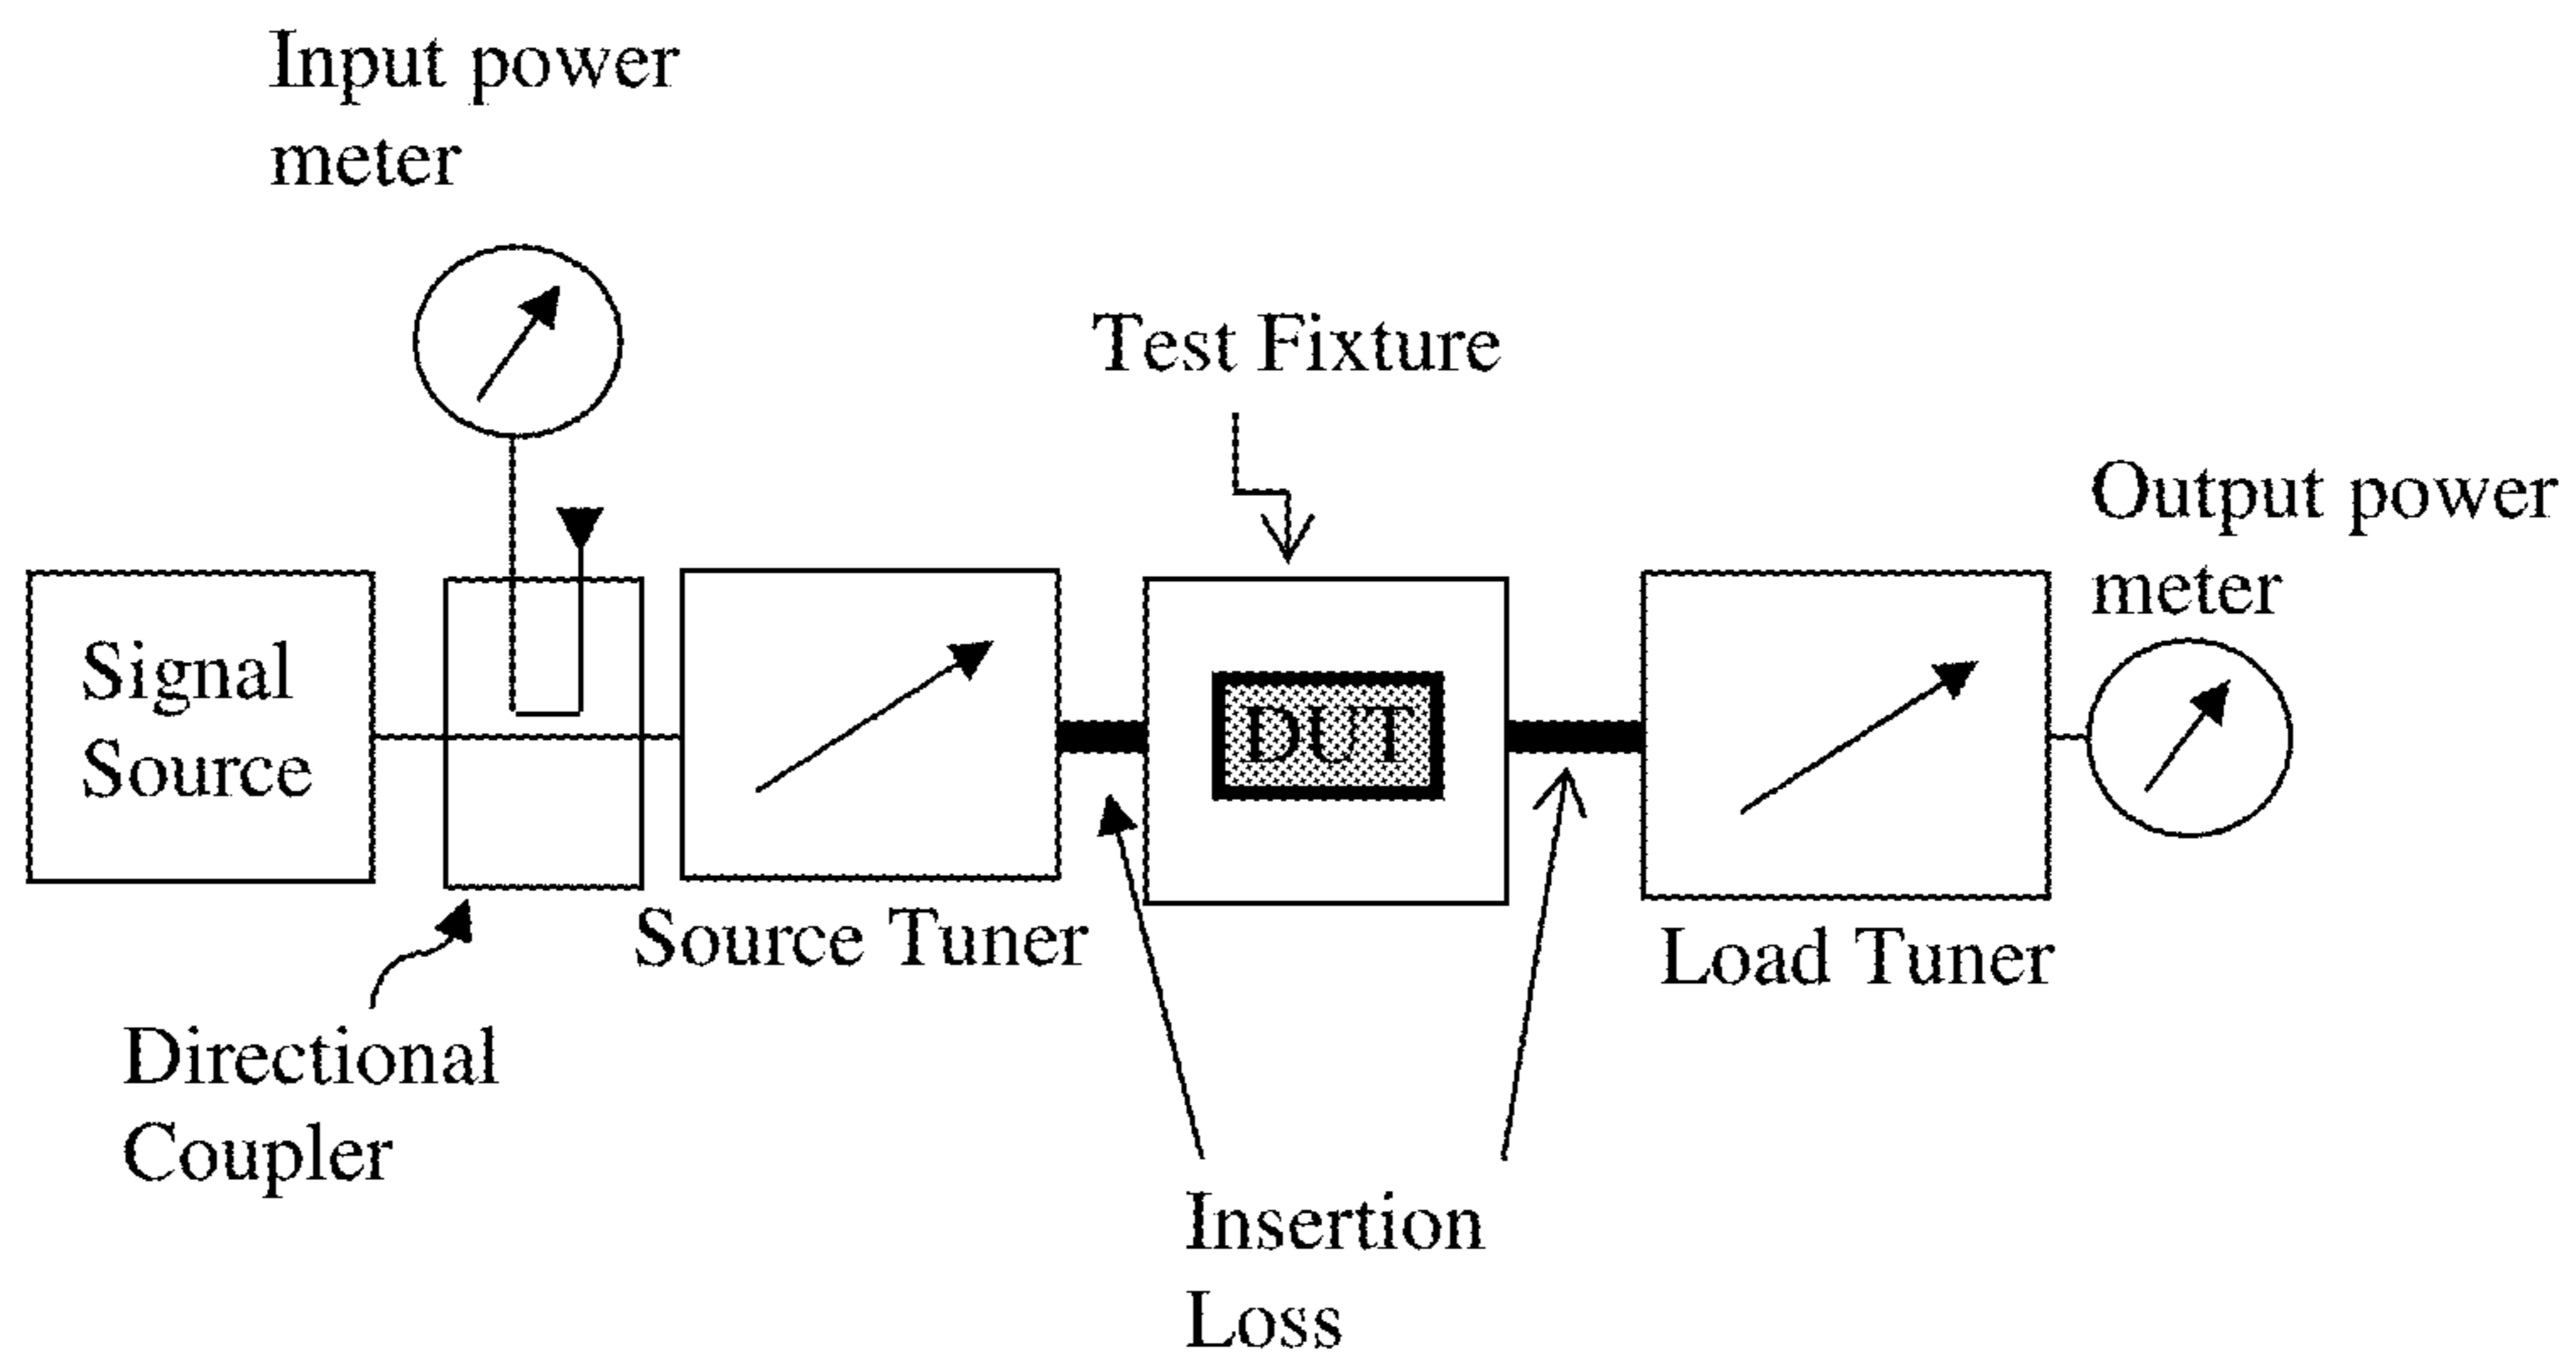 Input power
meter
Test Fixture
Output power
meter
Signal
Source
DUT
Source Tuner
Load Tuner
Directional
Coupler
Insertion
Loss